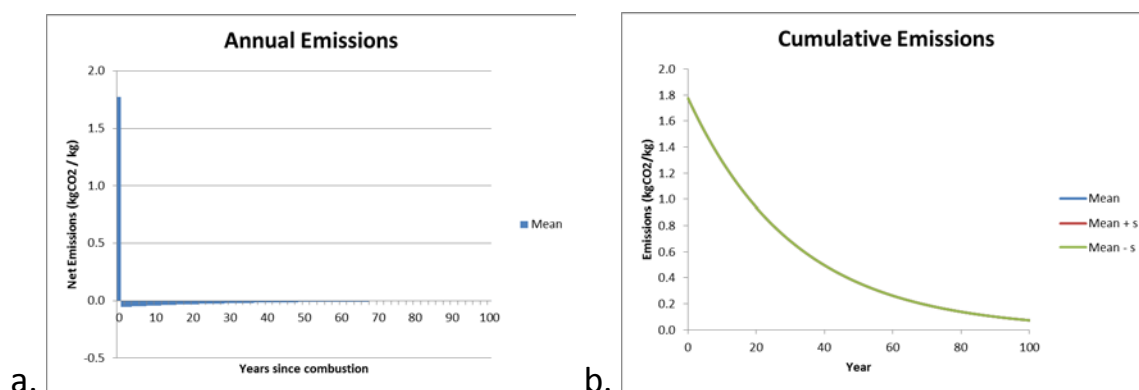 Annual Emissions
2.0
1.5
1.0
0.5
0.0
-0.5
Net Emissions (kgCO2 / kg)
0 10 20 30 40 50 60 70 80 90 100
Years since combustion
Mean
a.
Cumulative Emissions
2.0
1.8
1.6
1.4
1.2
1.0
0.8
0.6
0.4
0.2
0.0
Emissions (kgCO2/kg)
0 20 40 60 80 100
Year
Mean
Mean + s
Mean - s
b.